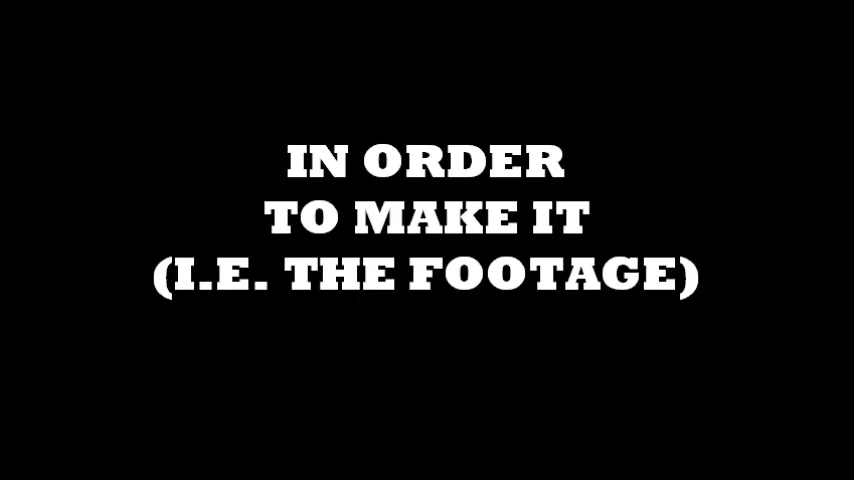 IN ORDER
TO MAKE IT
(I.E. THE FOOTAGE)